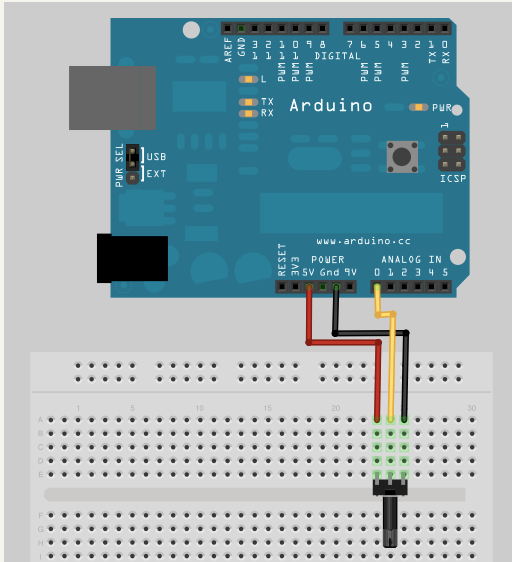 AREF
GND
13
12
11
10
9
8
7
6
5
4
3
2
1
0
PWM
PWM
PWM
PWM
PWM
PWM
TX
RX
DIGITAL
L
TX
RX
Arduino
PWR
1
ICSP
PWR SEL
USB
EXT
www.arduino.cc
RESET
3V3
POWER
5V Gnd 9V
ANALOG IN
0 1 2 3 4 5
1 5 10 15 20 30
A A
B B
C C
D D
E E
F F
G G
H H
I I